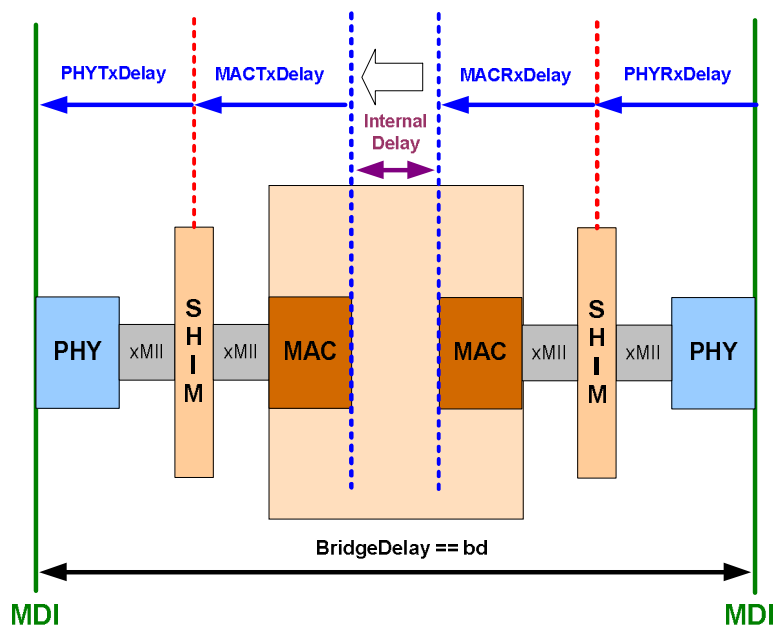 PHYTxDelay
MACTxDelay
MACRxDelay
PHYRxDelay
Internal
Delay
SHIM
SHIM
PHY
xMII
xMII
MAC
MAC
xMII
xMII
PHY
BridgeDelay == bd
MDI
MDI